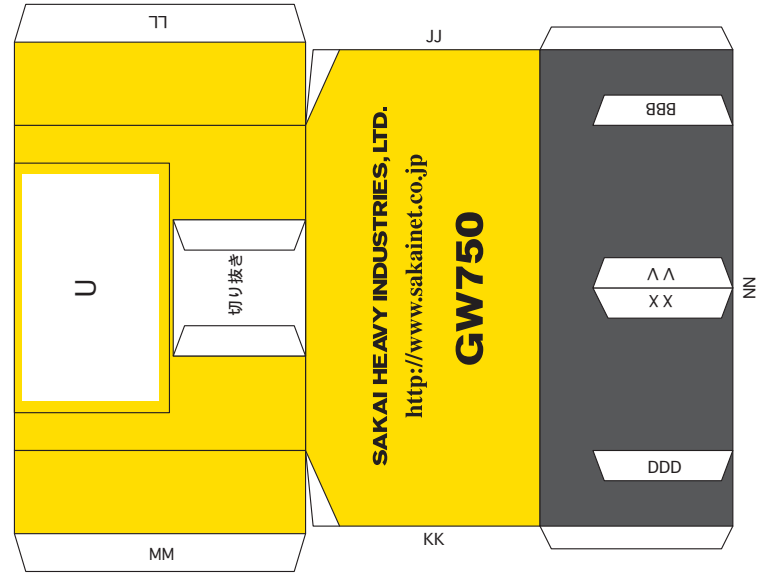 LL
JJ
BBB
SAKAI HEAVY INDUSTRIES, LTD.
http://www.sakainet.co.jp
GW750
U
切り抜き
VV
XX
NN
DDD
KK
MM